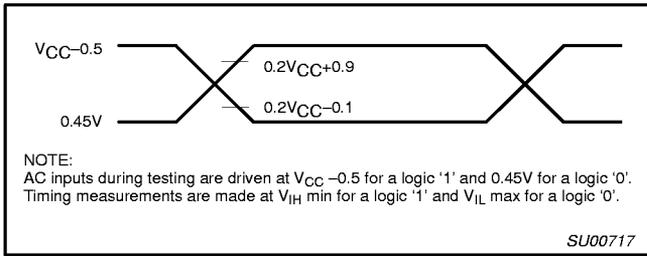 VCC–0.5
0.2VCC+0.9
0.2VCC–0.1
0.45V
NOTE:
AC inputs during testing are driven at VCC –0.5 for a logic ‘1’ and 0.45V for a logic ‘0’.
Timing measurements are made at VIH min for a logic ‘1’ and VIL max for a logic ‘0’.
SU00717